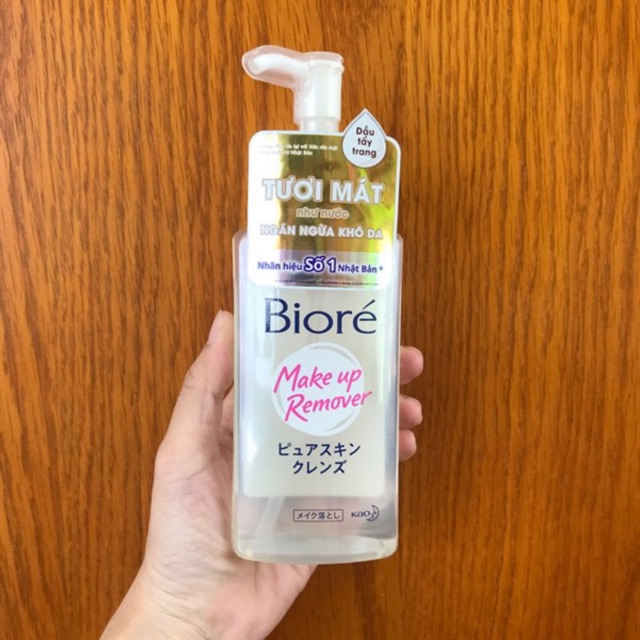 Dầu
tẩy
trang
TƯƠI MÁT
như nước
NGĂN NGỪA KHÔ DA
Nhãn hiệu Số 1 Nhật Bản*
Bioré
Make up
Remover
ピュアスキン
クレンズ
メイク落とし
Kao